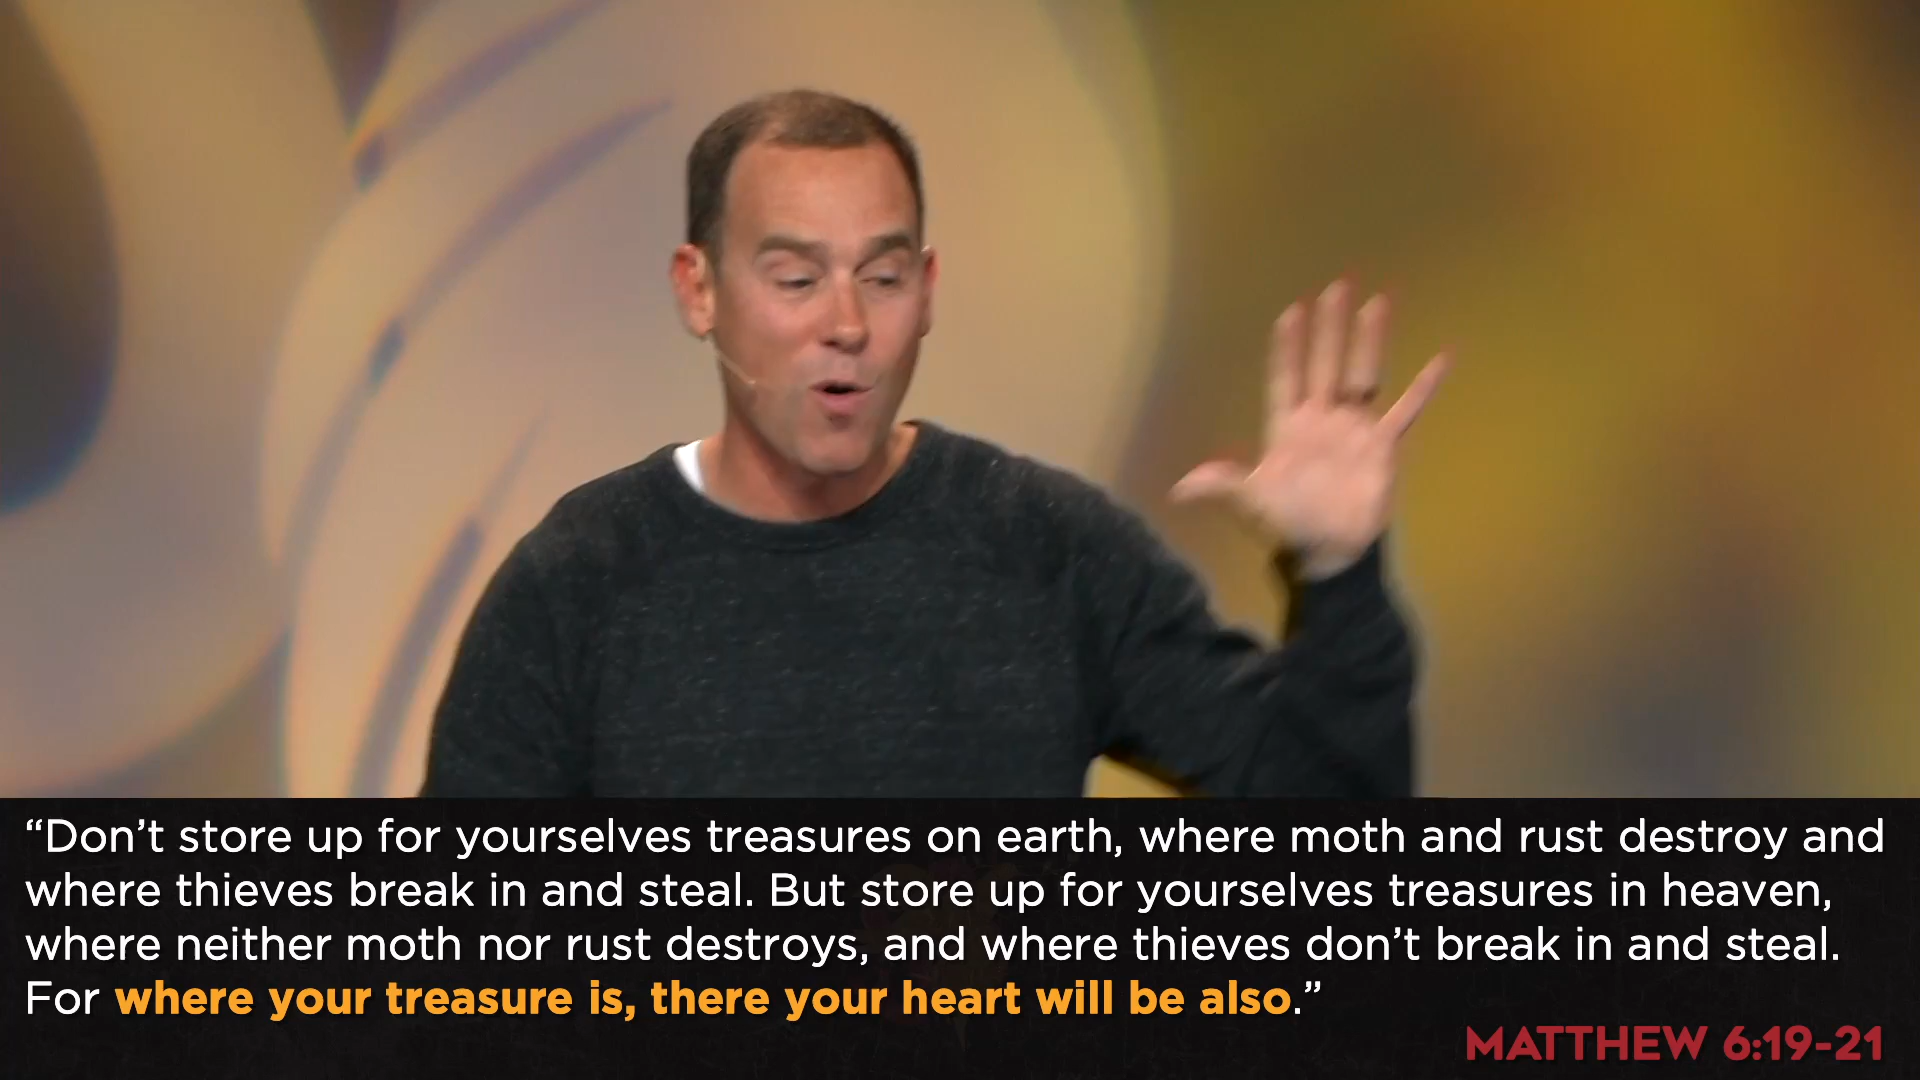 “Don’t store up for yourselves treasures on earth, where moth and rust destroy and
where thieves break in and steal. But store up for yourselves treasures in heaven,
where neither moth nor rust destroys, and where thieves don’t break in and steal.
For where your treasure is, there your heart will be also.”
MATTHEW 6:19-21